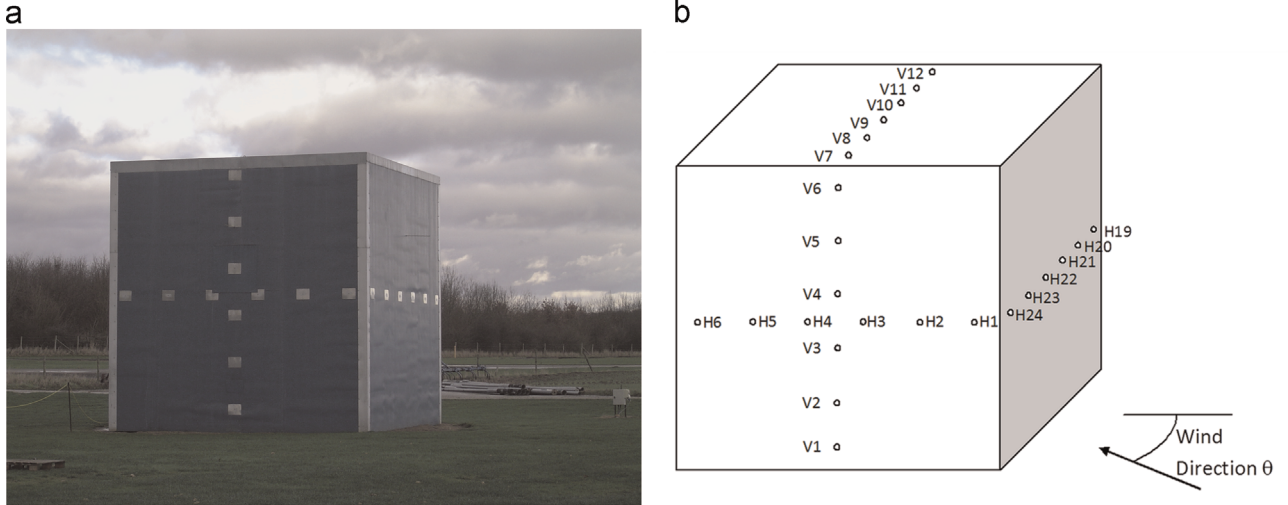 a
b
V12
V11
V10
V9
V8
V7
V6
V5
V4
H6 H5 H4 H3 H2 H1
V3
V2
V1
H19
H20
H21
H22
H23
H24
Wind
Direction θ